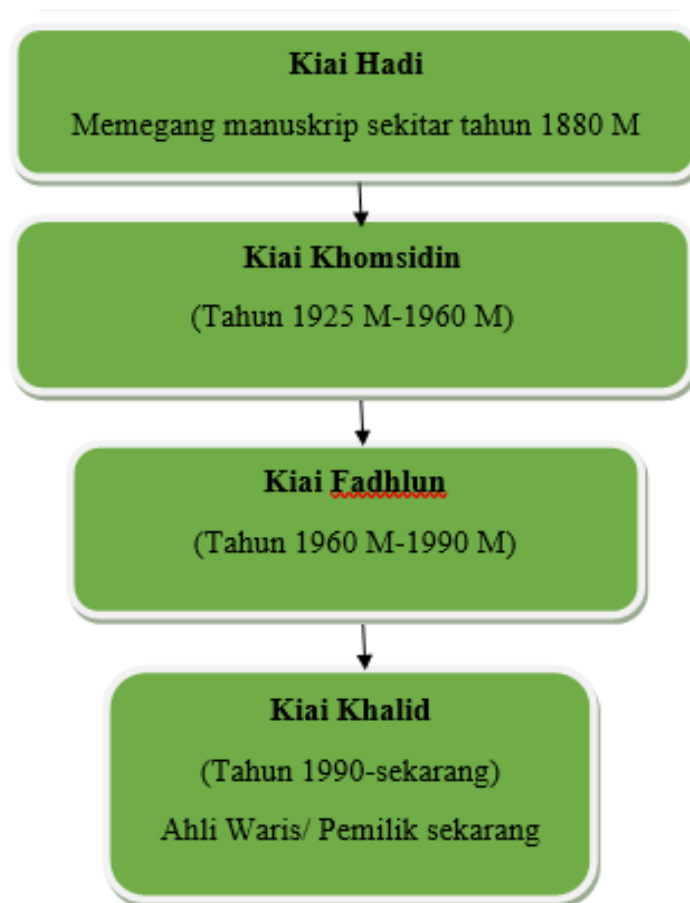 Kiai Hadi
Memegang manuskrip sekitar tahun 1880 M
Kiai Khomsidin
(Tahun 1925 M-1960 M)
Kiai Fadhlun
(Tahun 1960 M-1990 M)
Kiai Khalid
(Tahun 1990-sekarang)
Ahli Waris/ Pemilik sekarang